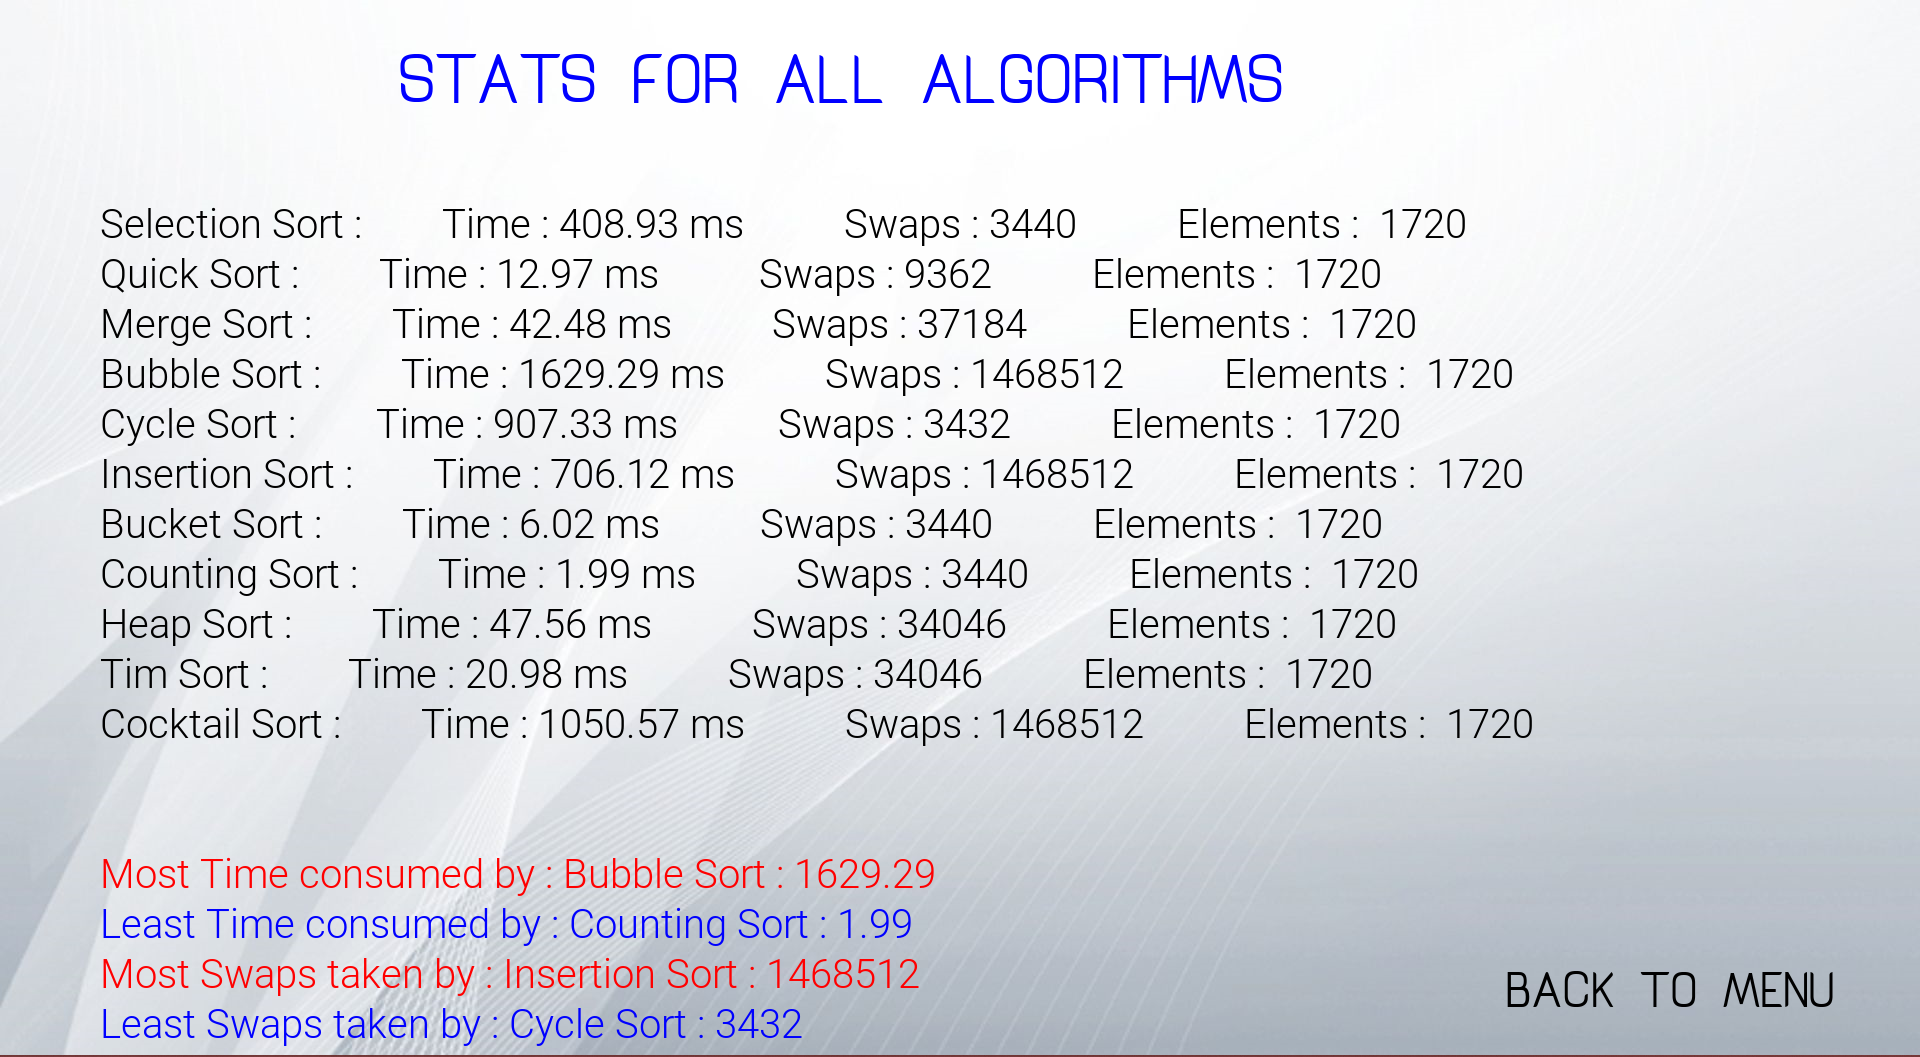 STATS FOR ALL ALGORITHMS
Selection Sort : Time : 408.93 ms Swaps : 3440 Elements : 1720
Quick Sort : Time : 12.97 ms Swaps : 9362 Elements : 1720
Merge Sort : Time : 42.48 ms Swaps : 37184 Elements : 1720
Bubble Sort : Time : 1629.29 ms Swaps : 1468512 Elements : 1720
Cycle Sort : Time : 907.33 ms Swaps : 3432 Elements : 1720
Insertion Sort : Time : 706.12 ms Swaps : 1468512 Elements : 1720
Bucket Sort : Time : 6.02 ms Swaps : 3440 Elements : 1720
Counting Sort : Time : 1.99 ms Swaps : 3440 Elements : 1720
Heap Sort : Time : 47.56 ms Swaps : 34046 Elements : 1720
Tim Sort : Time : 20.98 ms Swaps : 34046 Elements : 1720
Cocktail Sort : Time : 1050.57 ms Swaps : 1468512 Elements : 1720
Most Time consumed by : Bubble Sort : 1629.29
Least Time consumed by : Counting Sort : 1.99
Most Swaps taken by : Insertion Sort : 1468512
Least Swaps taken by : Cycle Sort : 3432
BACK TO MENU